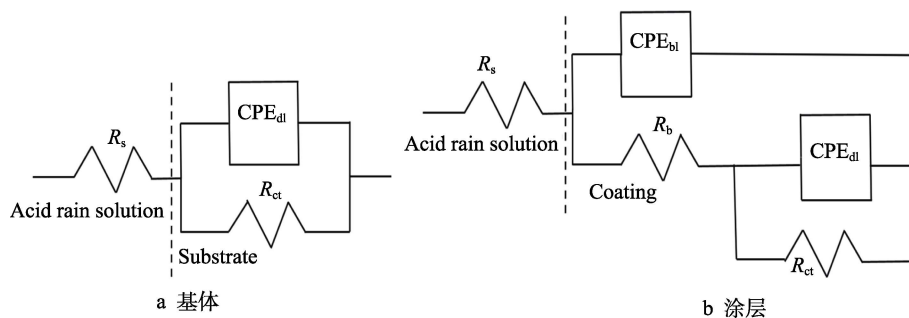 R_s
CPE_dl
Acid rain solution
R_ct
Substrate
a 基体
R_s
CPE_bl
Acid rain solution
R_b
CPE_dl
Coating
R_ct
b 涂层